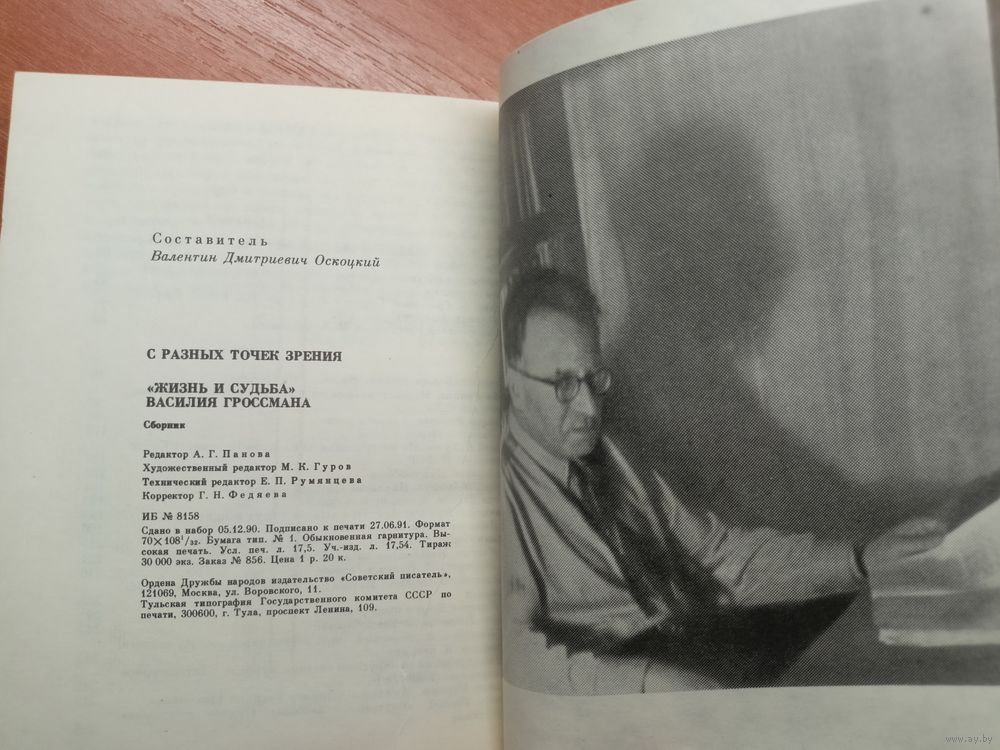 Составитель
Валентин Дмитриевич Оскоцкий
С РАЗНЫХ ТОЧЕК ЗРЕНИЯ
«ЖИЗНЬ И СУДЬБА»
ВАСИЛИЯ ГРОССМАНА
Сборник
Редактор А. Г. Панова
Художественный редактор М. К. Гуров
Технический редактор Е. П. Румянцева
Корректор Г. Н. Федяева
ИБ № 8158
Сдано в набор 05.12.90. Подписано к печати 27.06.91. Формат
70×108¹/₃₂. Бумага тип. № 1. Обыкновенная гарнитура. Вы-
сокая печать. Усл. печ. л. 17,5. Уч.-изд. л. 17,54. Тираж
30 000 экз. Заказ № 856. Цена 1 р. 20 к.
Ордена Дружбы народов издательство «Советский писатель»,
121069, Москва, ул. Воровского, 11.
Тульская типография Государственного комитета СССР по
печати, 300600, г. Тула, проспект Ленина, 109.
www.ay.by